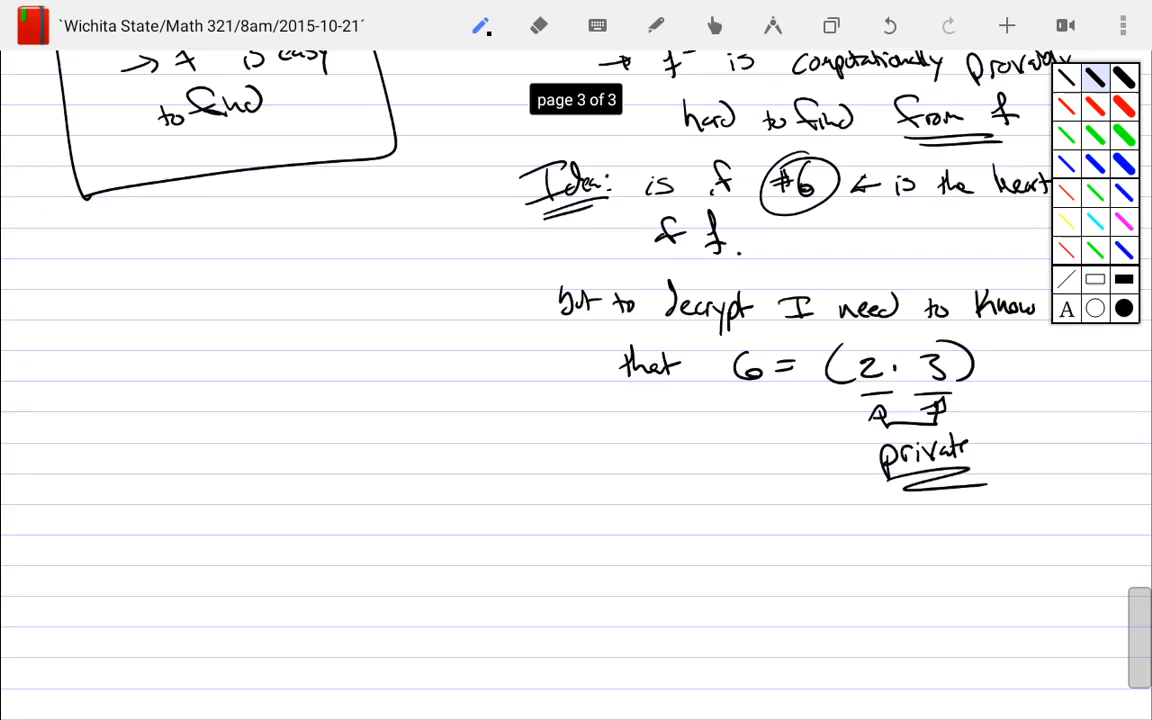 `Wichita State/Math 321/8am/2015-10-21´
is easy
to find
page 3 of 3
→ f⁻ is computationally provably
hard to find from f
Idea: is if #6 ← is the heart
of f.
but to decrypt I need to know
that 6 = (2 . 3)
private
A